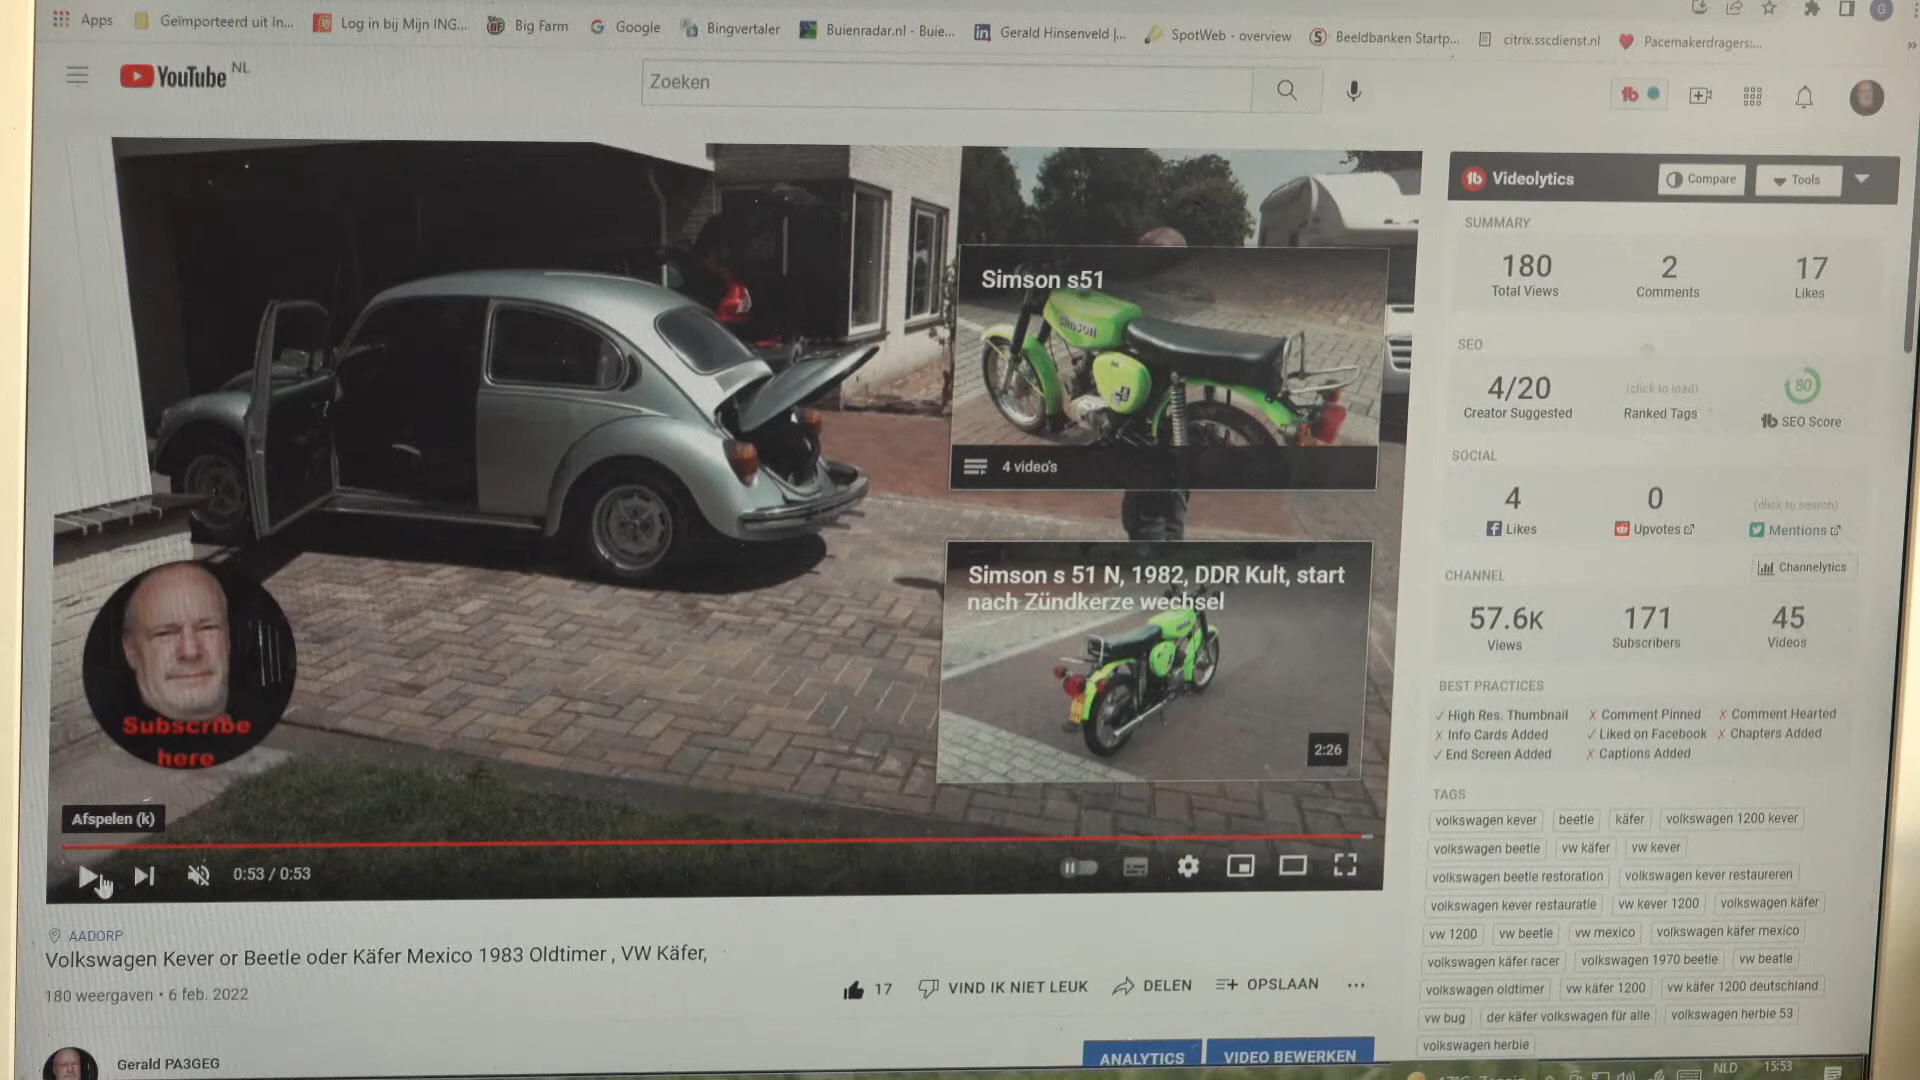 Apps
Geïmporteerd uit In...
Log in bij Mijn ING...
Big Farm
Google
Bingvertaler
Buienradar.nl - Buie...
Gerald Hinsenveld |...
SpotWeb - overview
Beeldbanken Startp...
citrix.sscdienst.nl
Pacemakerdragers:...
YouTube NL
Zoeken
G
Simson s51
simson
4 video's
Simson s 51 N, 1982, DDR Kult, start
nach Zündkerze wechsel
2:26
Subscribe
here
Afspelen (k)
0:53 / 0:53
AADORP
Volkswagen Kever or Beetle oder Käfer Mexico 1983 Oldtimer , VW Käfer,
180 weergaven • 6 feb. 2022
17
VIND IK NIET LEUK
DELEN
OPSLAAN
Gerald PA3GEG
ANALYTICS
VIDEO BEWERKEN
Videolytics
Compare
Tools
SUMMARY
180 2 17
Total Views Comments Likes
SEO
4/20 (click to load) 80
Creator Suggested Ranked Tags SEO Score
SOCIAL
4 0 (click to search)
Likes Upvotes Mentions
CHANNEL Channelytics
57.6K 171 45
Views Subscribers Videos
BEST PRACTICES
✓ High Res. Thumbnail ✗ Comment Pinned ✗ Comment Hearted
✗ Info Cards Added ✓ Liked on Facebook ✗ Chapters Added
✓ End Screen Added ✗ Captions Added
TAGS
volkswagen kever beetle käfer volkswagen 1200 kever
volkswagen beetle vw käfer vw kever
volkswagen beetle restoration volkswagen kever restaureren
volkswagen kever restauratie vw kever 1200 volkswagen käfer
vw 1200 vw beetle vw mexico volkswagen käfer mexico
volkswagen käfer racer volkswagen 1970 beetle vw beatle
volkswagen oldtimer vw käfer 1200 vw käfer 1200 deutschland
vw bug der käfer volkswagen für alle volkswagen herbie 53
volkswagen herbie
NLD
15:53